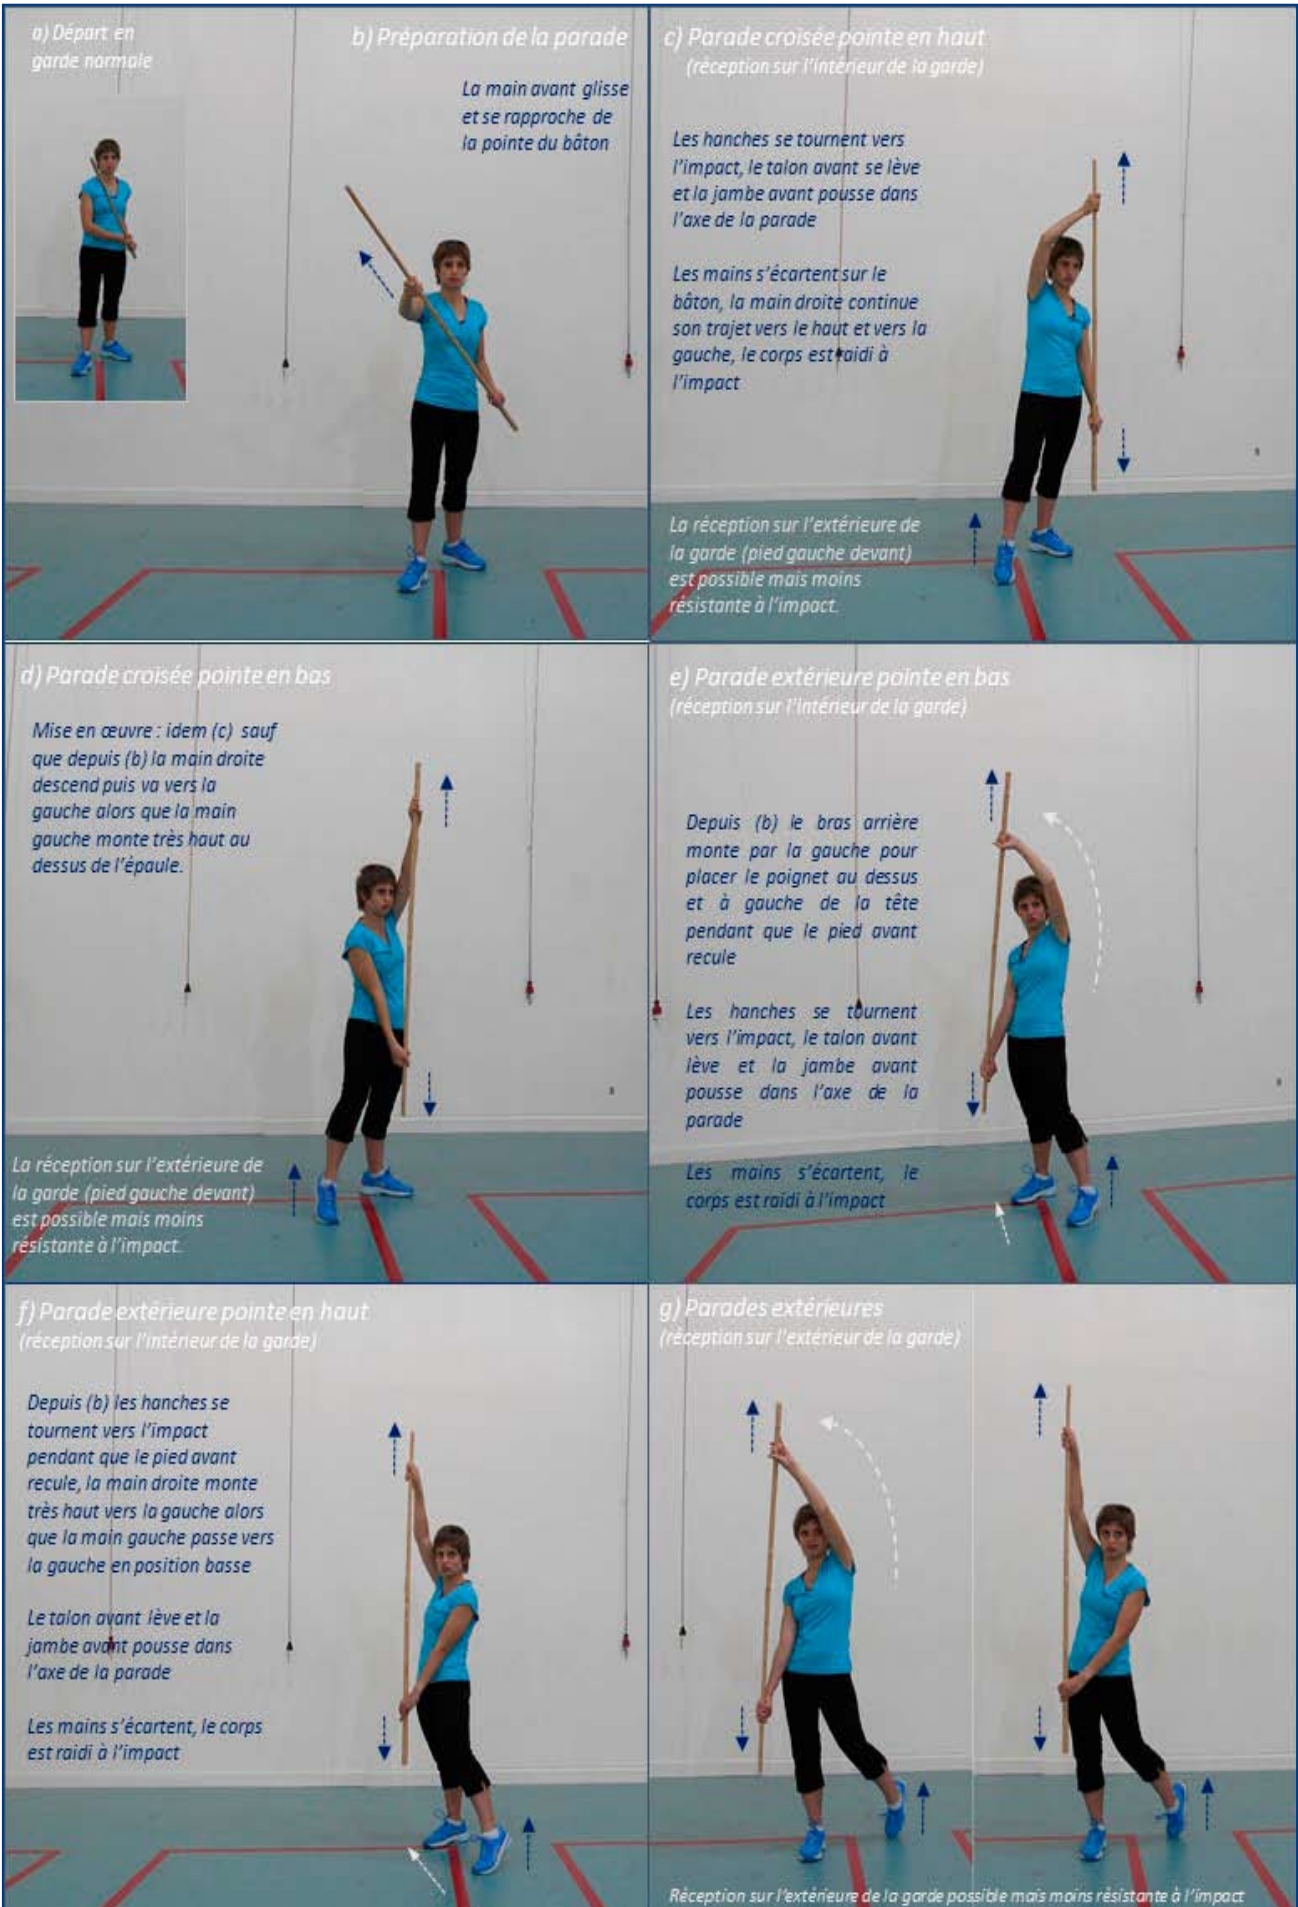 a) Départ en
garde normale
b) Préparation de la parade
La main avant glisse
et se rapproche de
la pointe du bâton
c) Parade croisée pointe en haut
(réception sur l'intérieur de la garde)
Les hanches se tournent vers
l'impact, le talon avant se lève
et la jambe avant pousse dans
l'axe de la parade
Les mains s'écartent sur le
bâton, la main droite continue
son trajet vers le haut et vers la
gauche, le corps est raidi à
l'impact
La réception sur l'extérieure de
la garde (pied gauche devant)
est possible mais moins
résistante à l'impact.
d) Parade croisée pointe en bas
Mise en œuvre : idem (c) sauf
que depuis (b) la main droite
descend puis va vers la
gauche alors que la main
gauche monte très haut au
dessus de l'épaule.
La réception sur l'extérieure de
la garde (pied gauche devant)
est possible mais moins
résistante à l'impact.
e) Parade extérieure pointe en bas
(réception sur l'intérieur de la garde)
Depuis (b) le bras arrière
monte par la gauche pour
placer le poignet au dessus
et à gauche de la tête
pendant que le pied avant
recule
Les hanches se tournent
vers l'impact, le talon avant
lève et la jambe avant
pousse dans l'axe de la
parade
Les mains s'écartent, le
corps est raidi à l'impact
f) Parade extérieure pointe en haut
(réception sur l'intérieur de la garde)
Depuis (b) les hanches se
tournent vers l'impact
pendant que le pied avant
recule, la main droite monte
très haut vers la gauche alors
que la main gauche passe vers
la gauche en position basse
Le talon avant lève et la
jambe avant pousse dans
l'axe de la parade
Les mains s'écartent, le corps
est raidi à l'impact
g) Parades extérieures
(réception sur l'extérieur de la garde)
Réception sur l'extérieure de la garde possible mais moins résistante à l'impact